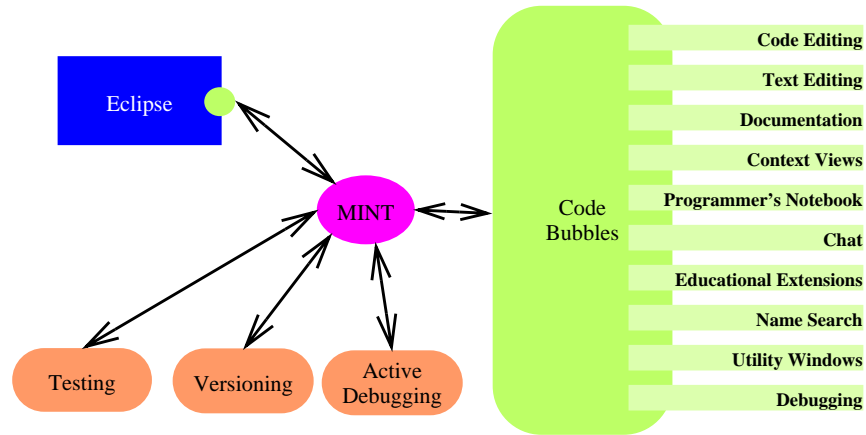 Eclipse
MINT
Testing
Versioning
Active
Debugging
Code
Bubbles
Code Editing
Text Editing
Documentation
Context Views
Programmer’s Notebook
Chat
Educational Extensions
Name Search
Utility Windows
Debugging